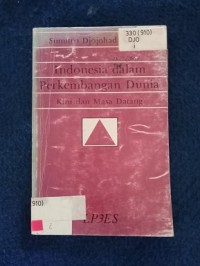 Sumitro Djojohad
330 (910)
DJO
i
Indonesia dalam
Perkembangan Dunia
Kini dan Masa Datang
910)
LP3ES